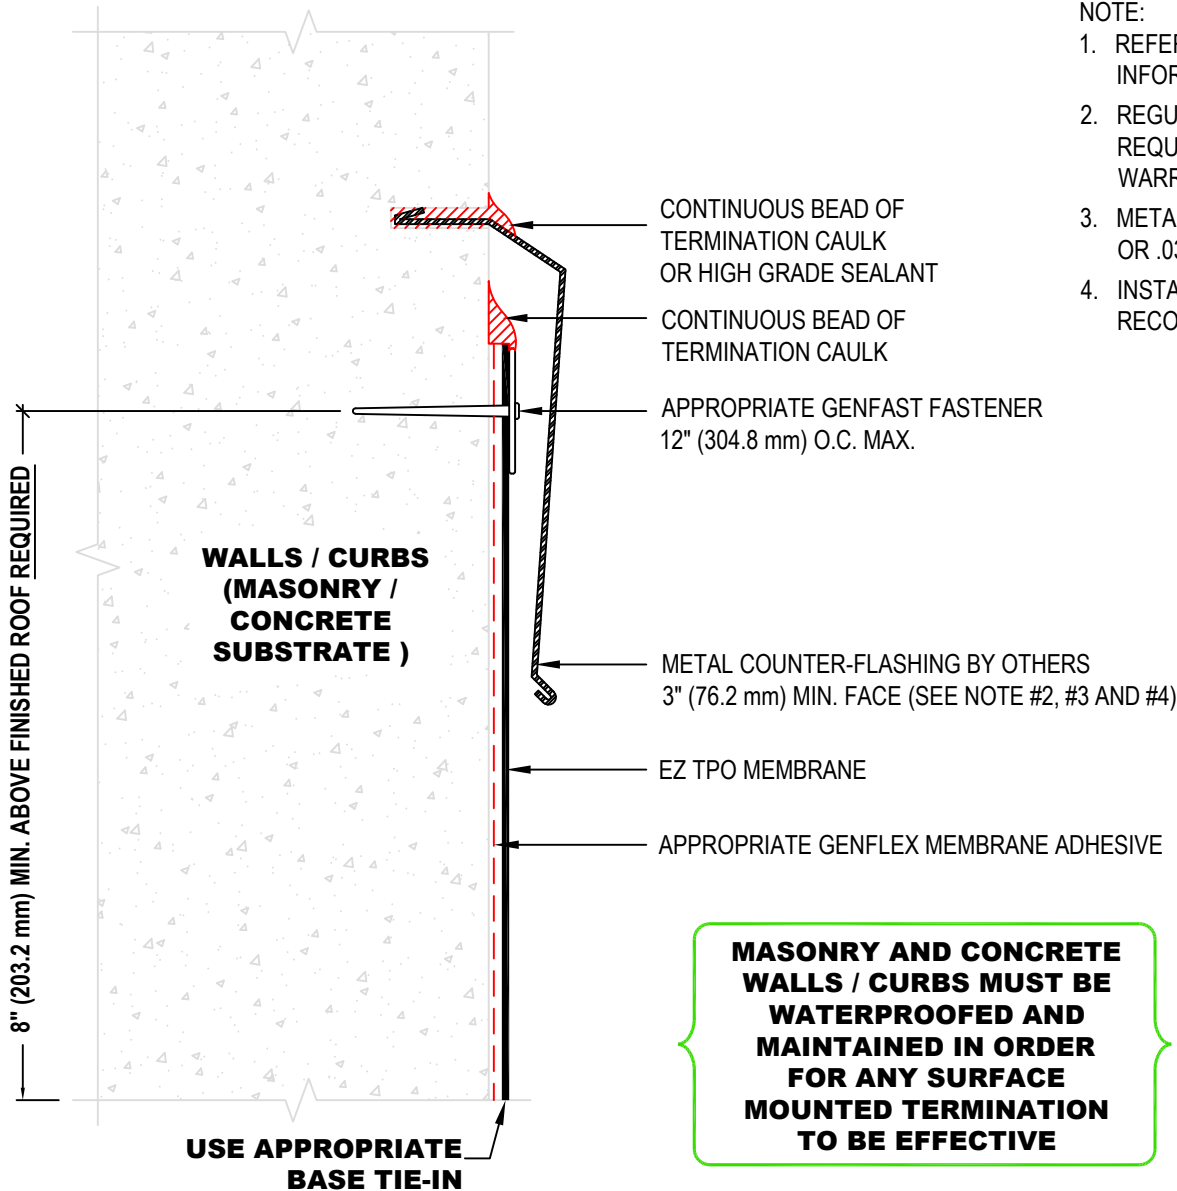 NOTE:
1. REFER
INFOR
2. REGU
REQU
WARR
3. META
OR .03
4. INSTA
RECO
CONTINUOUS BEAD OF
TERMINATION CAULK
OR HIGH GRADE SEALANT
CONTINUOUS BEAD OF
TERMINATION CAULK
APPROPRIATE GENFAST FASTENER
12" (304.8 mm) O.C. MAX.
8" (203.2 mm) MIN. ABOVE FINISHED ROOF REQUIRED
WALLS / CURBS
(MASONRY /
CONCRETE
SUBSTRATE )
METAL COUNTER-FLASHING BY OTHERS
3" (76.2 mm) MIN. FACE (SEE NOTE #2, #3 AND #4)
EZ TPO MEMBRANE
APPROPRIATE GENFLEX MEMBRANE ADHESIVE
MASONRY AND CONCRETE
WALLS / CURBS MUST BE
WATERPROOFED AND
MAINTAINED IN ORDER
FOR ANY SURFACE
MOUNTED TERMINATION
TO BE EFFECTIVE
USE APPROPRIATE
BASE TIE-IN